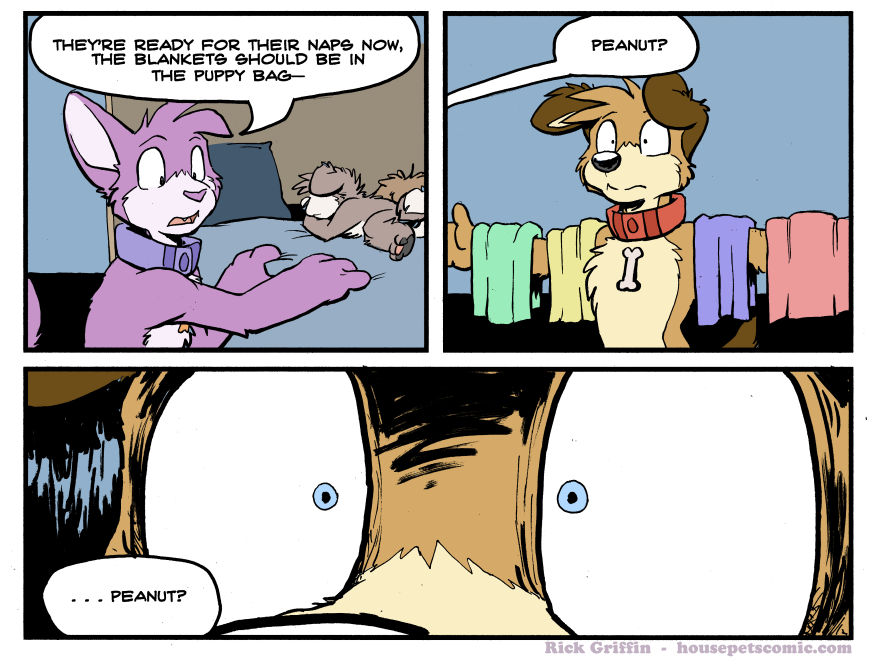 THEY'RE READY FOR THEIR NAPS NOW,
THE BLANKETS SHOULD BE IN
THE PUPPY BAG—
PEANUT?
. . . PEANUT?
Rick Griffin - housepetscomic.com